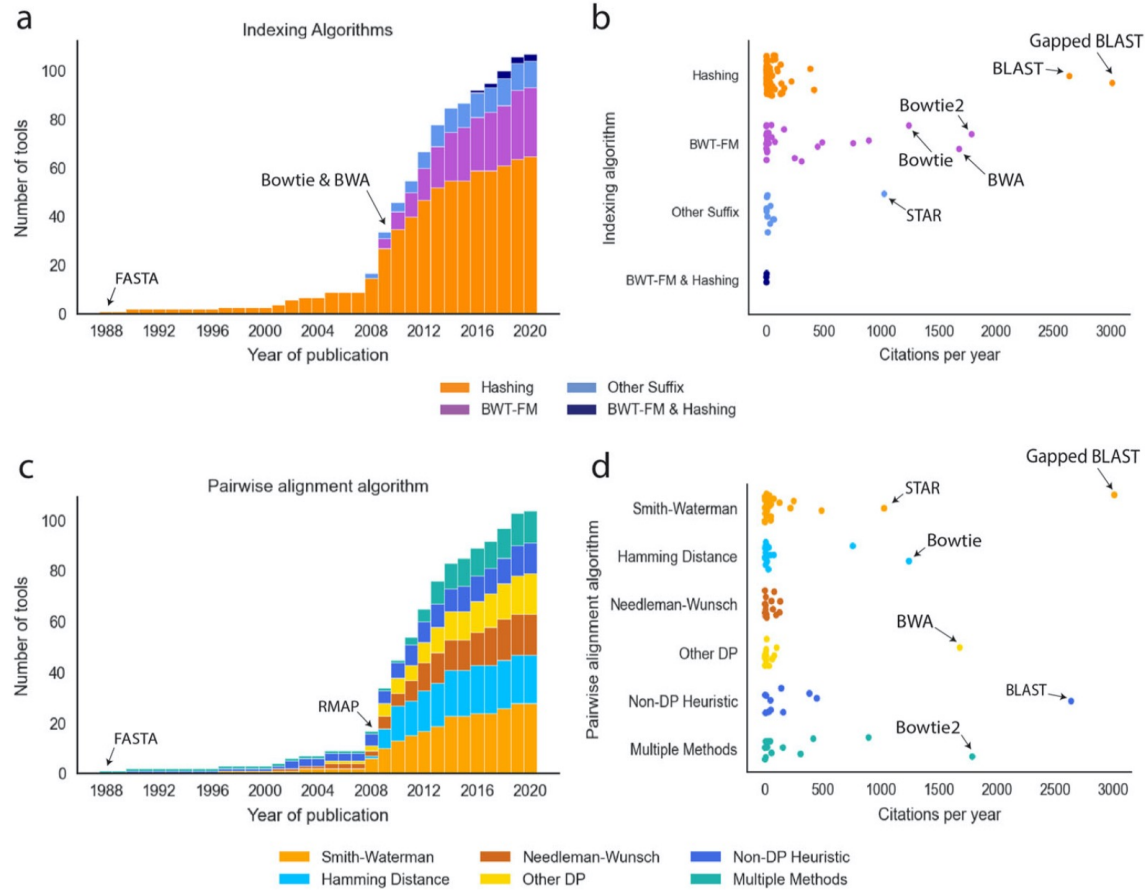 a
Indexing Algorithms
Number of tools
100
80
60
40
20
0
FASTA
Bowtie & BWA
1988 1992 1996 2000 2004 2008 2012 2016 2020
Year of publication
b
Indexing algorithm
Hashing
BWT-FM
Other Suffix
BWT-FM & Hashing
Gapped BLAST
BLAST
Bowtie2
Bowtie
BWA
STAR
0 500 1000 1500 2000 2500 3000
Citations per year
Hashing Other Suffix
BWT-FM BWT-FM & Hashing
c
Pairwise alignment algorithm
Number of tools
100
80
60
40
20
0
FASTA
RMAP
1988 1992 1996 2000 2004 2008 2012 2016 2020
Year of publication
d
Pairwise alignment algorithm
Smith-Waterman
Hamming Distance
Needleman-Wunsch
Other DP
Non-DP Heuristic
Multiple Methods
Gapped BLAST
STAR
Bowtie
BWA
BLAST
Bowtie2
0 500 1000 1500 2000 2500 3000
Citations per year
Smith-Waterman Needleman-Wunsch Non-DP Heuristic
Hamming Distance Other DP Multiple Methods